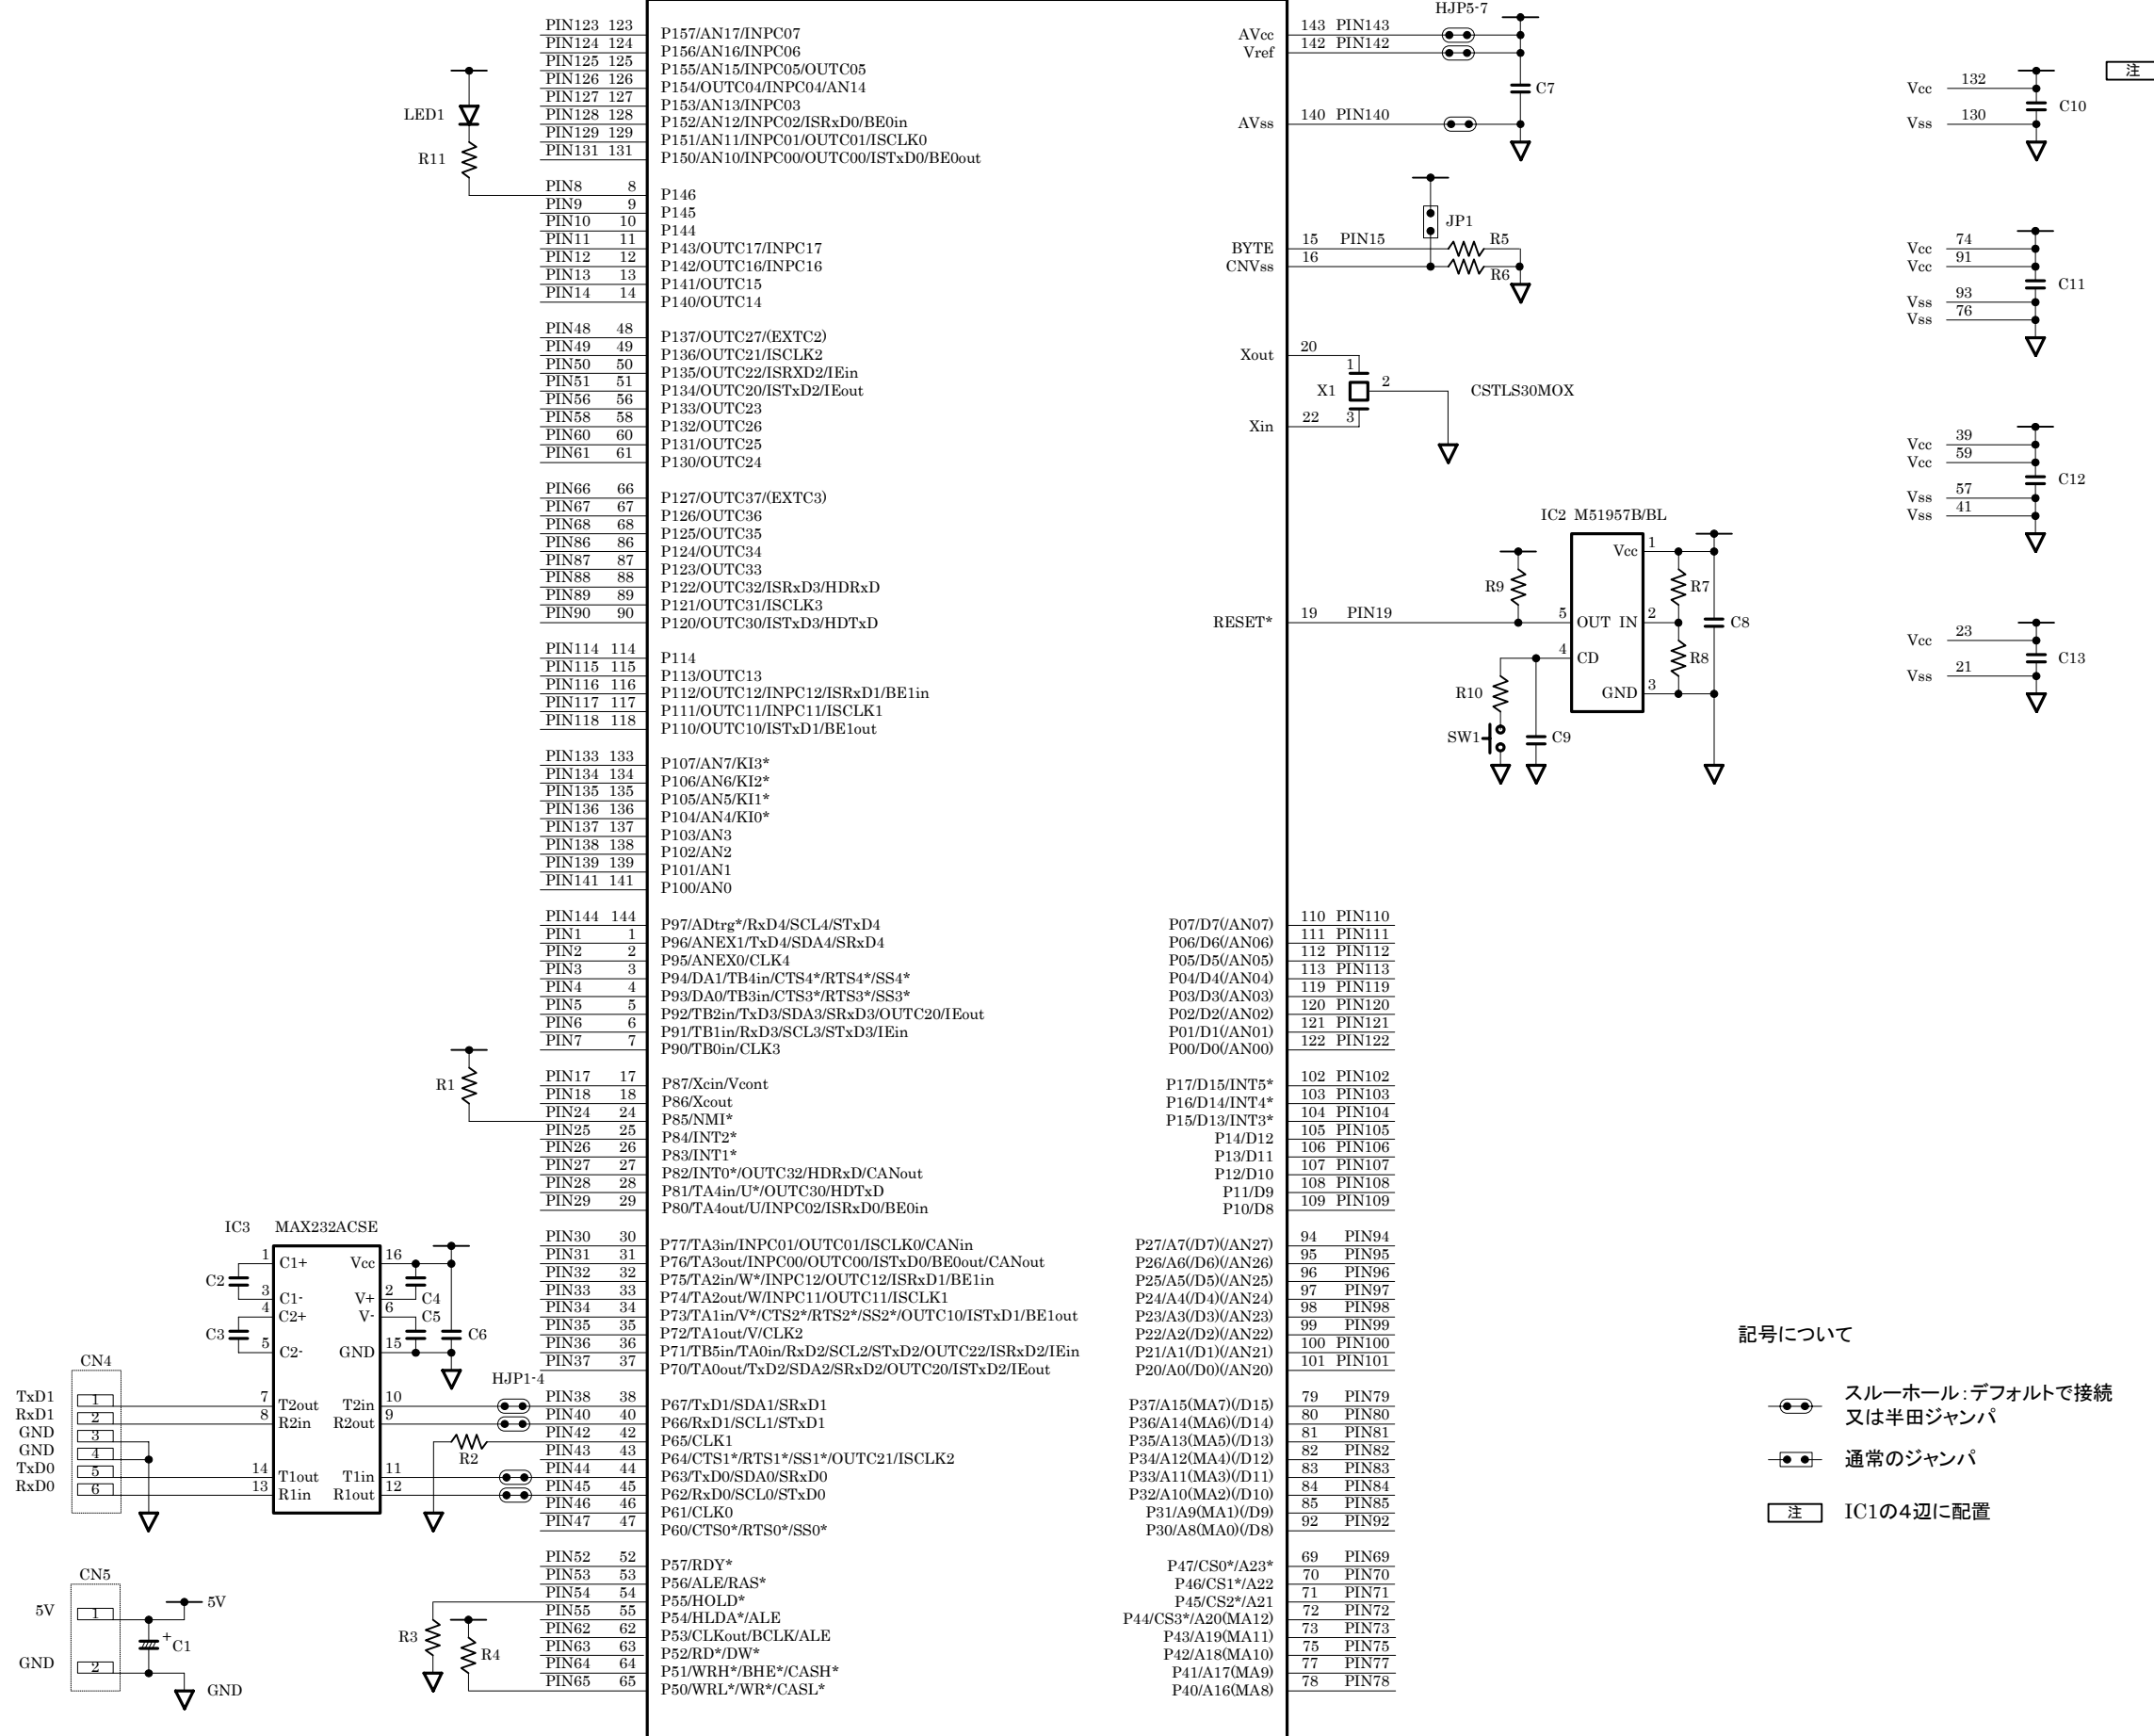 PIN123 123 P157/AN17/INPC07
PIN124 124 P156/AN16/INPC06
PIN125 125 P155/AN15/INPC05/OUTC05
PIN126 126 P154/OUTC04/INPC04/AN14
PIN127 127 P153/AN13/INPC03
PIN128 128 P152/AN12/INPC02/ISRxD0/BE0in
PIN129 129 P151/AN11/INPC01/OUTC01/ISCLK0
PIN131 131 P150/AN10/INPC00/OUTC00/ISTxD0/BE0out
LED1
R11
PIN8 8 P146
PIN9 9 P145
PIN10 10 P144
PIN11 11 P143/OUTC17/INPC17
PIN12 12 P142/OUTC16/INPC16
PIN13 13 P141/OUTC15
PIN14 14 P140/OUTC14
PIN48 48 P137/OUTC27/(EXTC2)
PIN49 49 P136/OUTC21/ISCLK2
PIN50 50 P135/OUTC22/ISRXD2/IEin
PIN51 51 P134/OUTC20/ISTxD2/IEout
PIN56 56 P133/OUTC23
PIN58 58 P132/OUTC26
PIN60 60 P131/OUTC25
PIN61 61 P130/OUTC24
PIN66 66 P127/OUTC37/(EXTC3)
PIN67 67 P126/OUTC36
PIN68 68 P125/OUTC35
PIN86 86 P124/OUTC34
PIN87 87 P123/OUTC33
PIN88 88 P122/OUTC32/ISRxD3/HDRxD
PIN89 89 P121/OUTC31/ISCLK3
PIN90 90 P120/OUTC30/ISTxD3/HDTxD
PIN114 114 P114
PIN115 115 P113/OUTC13
PIN116 116 P112/OUTC12/INPC12/ISRxD1/BE1in
PIN117 117 P111/OUTC11/INPC11/ISCLK1
PIN118 118 P110/OUTC10/ISTxD1/BE1out
PIN133 133 P107/AN7/KI3*
PIN134 134 P106/AN6/KI2*
PIN135 135 P105/AN5/KI1*
PIN136 136 P104/AN4/KI0*
PIN137 137 P103/AN3
PIN138 138 P102/AN2
PIN139 139 P101/AN1
PIN141 141 P100/AN0
PIN144 144 P97/ADtrg*/RxD4/SCL4/STxD4
PIN1 1 P96/ANEX1/TxD4/SDA4/SRxD4
PIN2 2 P95/ANEX0/CLK4
PIN3 3 P94/DA1/TB4in/CTS4*/RTS4*/SS4*
PIN4 4 P93/DA0/TB3in/CTS3*/RTS3*/SS3*
PIN5 5 P92/TB2in/TxD3/SDA3/SRxD3/OUTC20/IEout
PIN6 6 P91/TB1in/RxD3/SCL3/STxD3/IEin
PIN7 7 P90/TB0in/CLK3
R1
PIN17 17 P87/Xcin/Vcont
PIN18 18 P86/Xcout
PIN24 24 P85/NMI*
PIN25 25 P84/INT2*
PIN26 26 P83/INT1*
PIN27 27 P82/INT0*/OUTC32/HDRxD/CANout
PIN28 28 P81/TA4in/U*/OUTC30/HDTxD
PIN29 29 P80/TA4out/U/INPC02/ISRxD0/BE0in
PIN30 30 P77/TA3in/INPC01/OUTC01/ISCLK0/CANin
PIN31 31 P76/TA3out/INPC00/OUTC00/ISTxD0/BE0out/CANout
PIN32 32 P75/TA2in/W*/INPC12/OUTC12/ISRxD1/BE1in
PIN33 33 P74/TA2out/W/INPC11/OUTC11/ISCLK1
PIN34 34 P73/TA1in/V*/CTS2*/RTS2*/SS2*/OUTC10/ISTxD1/BE1out
PIN35 35 P72/TA1out/V/CLK2
PIN36 36 P71/TB5in/TA0in/RxD2/SCL2/STxD2/OUTC22/ISRxD2/IEin
PIN37 37 P70/TA0out/TxD2/SDA2/SRxD2/OUTC20/ISTxD2/IEout
HJP1-4
PIN38 38 P67/TxD1/SDA1/SRxD1
PIN40 40 P66/RxD1/SCL1/STxD1
PIN42 42 P65/CLK1
PIN43 43 P64/CTS1*/RTS1*/SS1*/OUTC21/ISCLK2
PIN44 44 P63/TxD0/SDA0/SRxD0
PIN45 45 P62/RxD0/SCL0/STxD0
PIN46 46 P61/CLK0
PIN47 47 P60/CTS0*/RTS0*/SS0*
R2
PIN52 52 P57/RDY*
PIN53 53 P56/ALE/RAS*
PIN54 54 P55/HOLD*
PIN55 55 P54/HLDA*/ALE
PIN62 62 P53/CLKout/BCLK/ALE
PIN63 63 P52/RD*/DW*
PIN64 64 P51/WRH*/BHE*/CASH*
PIN65 65 P50/WRL*/WR*/CASL*
R3
R4
IC3 MAX232ACSE
1 C1+ Vcc 16
C2
3 C1- V+ 2 C4
4 C2+ V- 6 C5
C3 C6
5 C2- GND 15
7 T2out T2in 10
8 R2in R2out 9
14 T1out T1in 11
13 R1in R1out 12
CN4
TxD1 1
RxD1 2
GND 3
GND 4
TxD0 5
RxD0 6
CN5
5V 1 5V
+ C1
GND 2 GND
HJP5-7
AVcc 143 PIN143
Vref 142 PIN142
C7
AVss 140 PIN140
JP1
BYTE 15 PIN15 R5
CNVss 16 R6
Xout 20
1
X1 2 CSTLS30MOX
3
Xin 22
IC2 M51957B/BL
Vcc 1
R9 R7
RESET* 19 PIN19 5 OUT IN 2 C8
4 CD R8
R10 GND 3
SW1 C9
P07/D7(/AN07) 110 PIN110
P06/D6(/AN06) 111 PIN111
P05/D5(/AN05) 112 PIN112
P04/D4(/AN04) 113 PIN113
P03/D3(/AN03) 119 PIN119
P02/D2(/AN02) 120 PIN120
P01/D1(/AN01) 121 PIN121
P00/D0(/AN00) 122 PIN122
P17/D15/INT5* 102 PIN102
P16/D14/INT4* 103 PIN103
P15/D13/INT3* 104 PIN104
P14/D12 105 PIN105
P13/D11 106 PIN106
P12/D10 107 PIN107
P11/D9 108 PIN108
P10/D8 109 PIN109
P27/A7(/D7)(/AN27) 94 PIN94
P26/A6(/D6)(/AN26) 95 PIN95
P25/A5(/D5)(/AN25) 96 PIN96
P24/A4(/D4)(/AN24) 97 PIN97
P23/A3(/D3)(/AN23) 98 PIN98
P22/A2(/D2)(/AN22) 99 PIN99
P21/A1(/D1)(/AN21) 100 PIN100
P20/A0(/D0)(/AN20) 101 PIN101
P37/A15(MA7)(/D15) 79 PIN79
P36/A14(MA6)(/D14) 80 PIN80
P35/A13(MA5)(/D13) 81 PIN81
P34/A12(MA4)(/D12) 82 PIN82
P33/A11(MA3)(/D11) 83 PIN83
P32/A10(MA2)(/D10) 84 PIN84
P31/A9(MA1)(/D9) 85 PIN85
P30/A8(MA0)(/D8) 92 PIN92
P47/CS0*/A23* 69 PIN69
P46/CS1*/A22 70 PIN70
P45/CS2*/A21 71 PIN71
P44/CS3*/A20(MA12) 72 PIN72
P43/A19(MA11) 73 PIN73
P42/A18(MA10) 75 PIN75
P41/A17(MA9) 77 PIN77
P40/A16(MA8) 78 PIN78
注
Vcc 132
C10
Vss 130
Vcc 74
Vcc 91
C11
Vss 93
Vss 76
Vcc 39
Vcc 59
C12
Vss 57
Vss 41
Vcc 23
C13
Vss 21
記号について
スルーホール：デフォルトで接続
又は半田ジャンパ
通常のジャンパ
注 IC1の４辺に配置